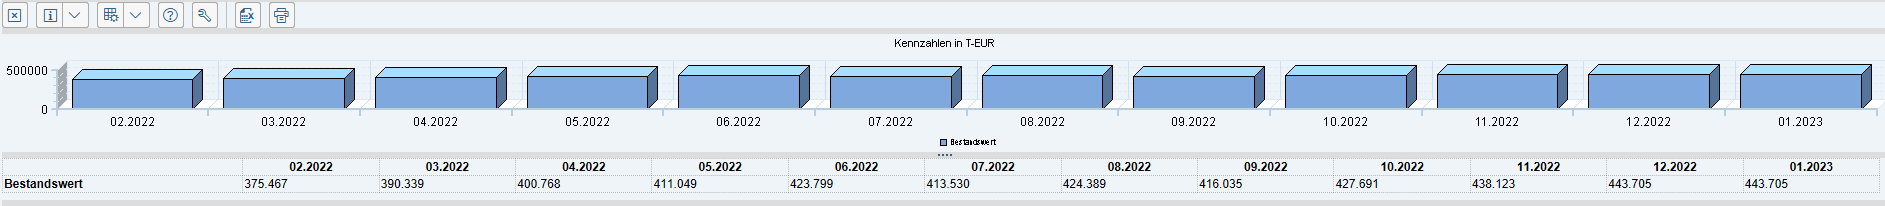 Kennzahlen in T-EUR
500000
0
02.2022 03.2022 04.2022 05.2022 06.2022 07.2022 08.2022 09.2022 10.2022 11.2022 12.2022 01.2023
Bestandswert
02.2022 03.2022 04.2022 05.2022 06.2022 07.2022 08.2022 09.2022 10.2022 11.2022 12.2022 01.2023
Bestandswert 375.467 390.339 400.768 411.049 423.799 413.530 424.389 416.035 427.691 438.123 443.705 443.705